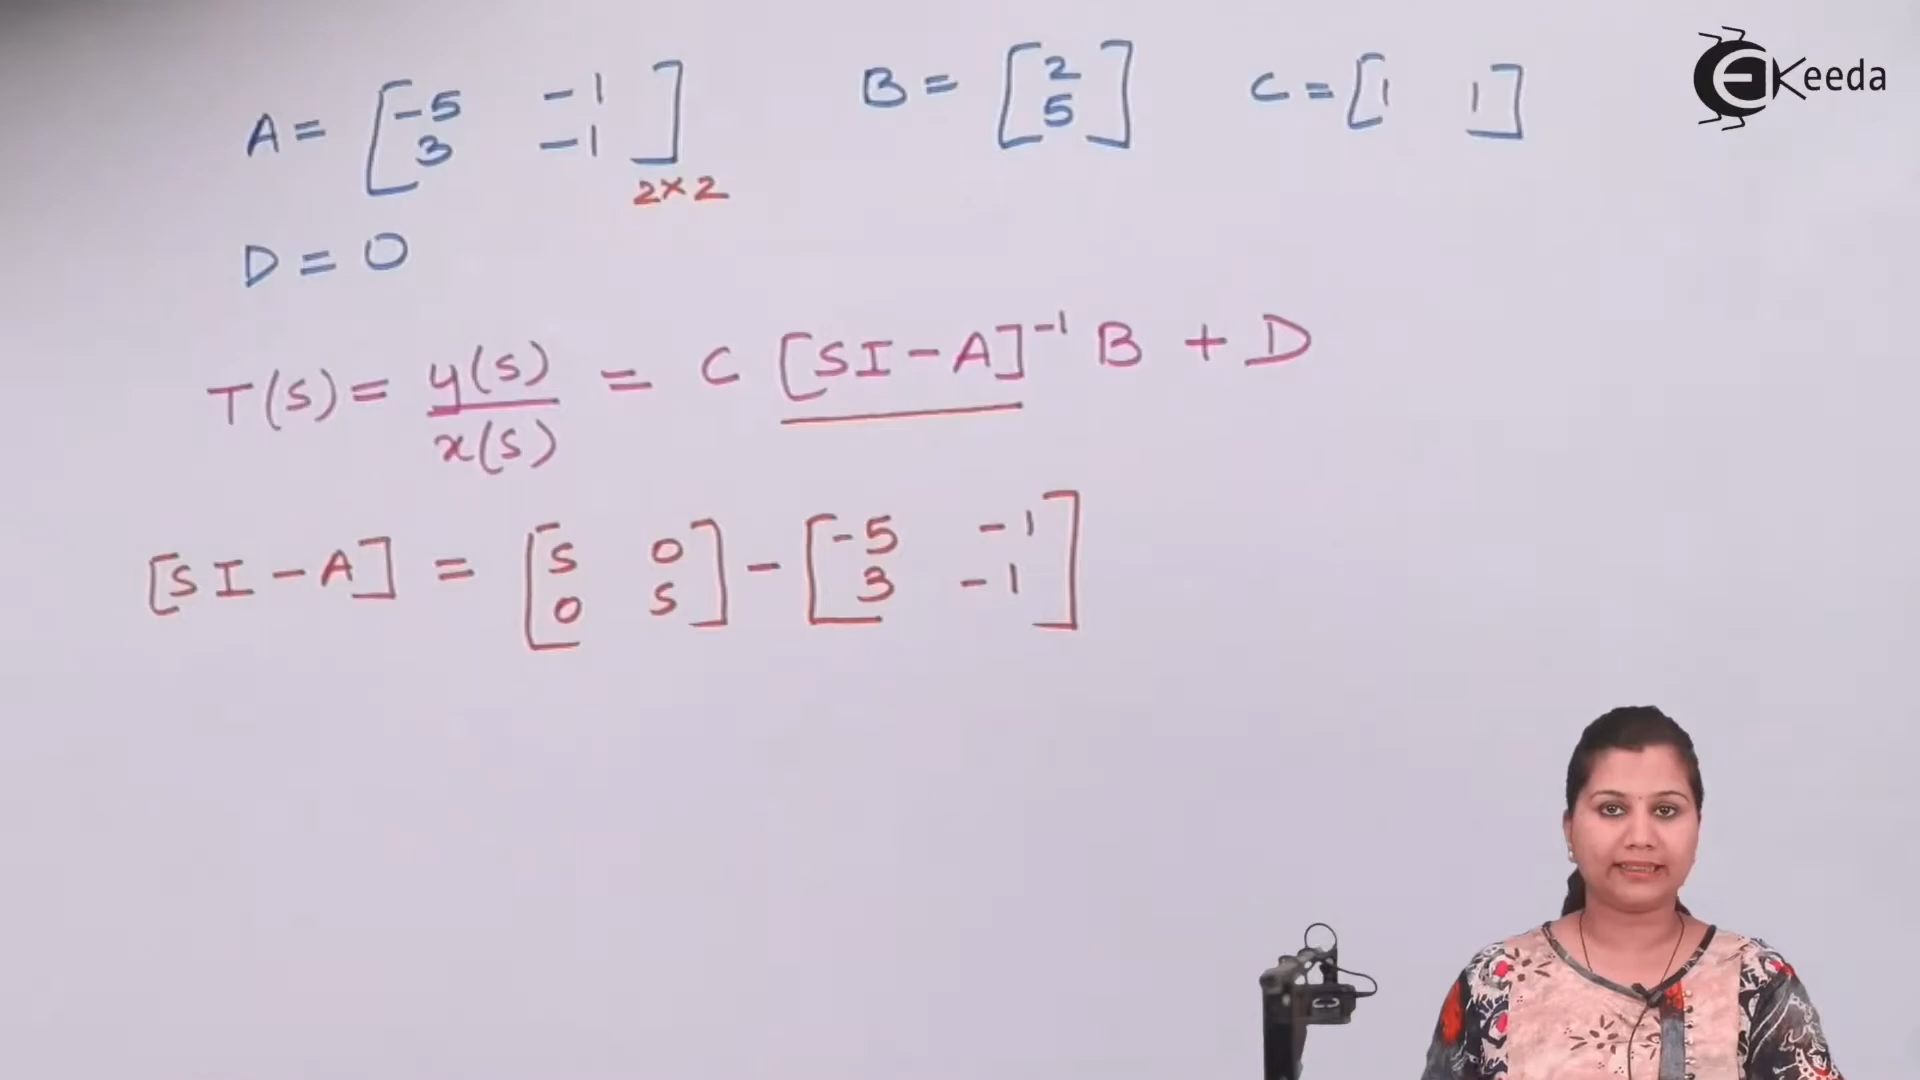 A = [-5 -1
3 -1] 2×2
B = [2
5]
C = [1 1]
D = 0
T(S) = y(s)/x(s) = C [SI - A]⁻¹ B + D
[SI - A] = [S 0
0 S] - [-5 -1
3 -1]
EKeeda